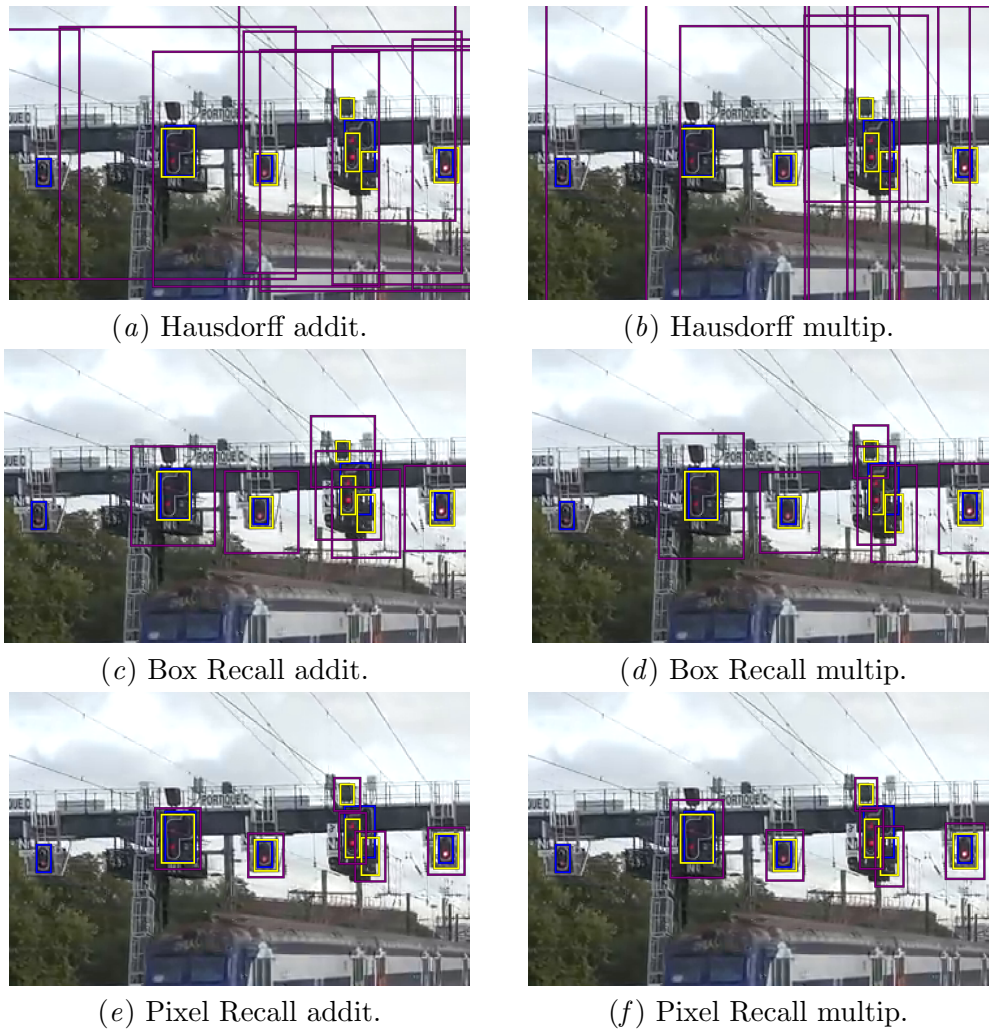 (a) Hausdorff addit.
(b) Hausdorff multip.
(c) Box Recall addit.
(d) Box Recall multip.
(e) Pixel Recall addit.
(f) Pixel Recall multip.